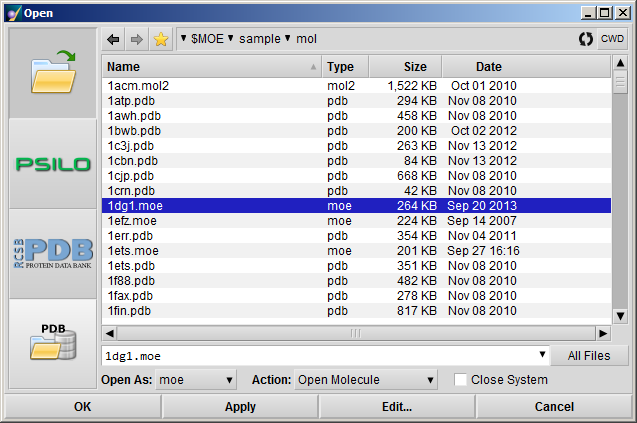 Open
$MOE sample mol CWD
Name Type Size Date
1acm.mol2 mol2 1,522 KB Oct 01 2010
1atp.pdb pdb 294 KB Nov 08 2010
1awh.pdb pdb 458 KB Nov 08 2010
1bwb.pdb pdb 200 KB Oct 02 2012
1c3j.pdb pdb 263 KB Nov 13 2012
1cbn.pdb pdb 84 KB Nov 13 2012
1cjp.pdb pdb 668 KB Nov 08 2010
1crn.pdb pdb 42 KB Nov 08 2010
1dg1.moe moe 264 KB Sep 20 2013
1efz.moe moe 224 KB Sep 14 2007
1err.pdb pdb 354 KB Nov 04 2011
1ets.moe moe 201 KB Sep 27 16:16
1ets.pdb pdb 351 KB Nov 08 2010
1f88.pdb pdb 482 KB Nov 08 2010
1fax.pdb pdb 278 KB Nov 08 2010
1fin.pdb pdb 817 KB Nov 08 2010
PSILO
RCSB PDB
PROTEIN DATA BANK
PDB
1dg1.moe All Files
Open As: moe Action: Open Molecule Close System
OK Apply Edit... Cancel